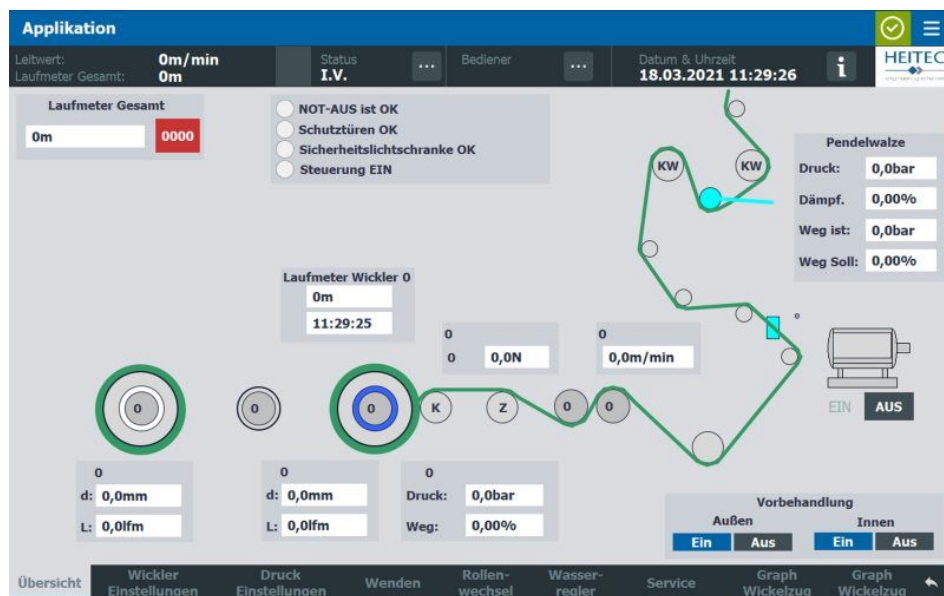 Applikation
Leitwert: 0m/min
Laufmeter Gesamt: 0m
Status
I.V.
...
Bediener
...
Datum & Uhrzeit
18.03.2021 11:29:26
i
HEITEC
Laufmeter Gesamt
0m
0000
NOT-AUS ist OK
Schutztüren OK
Sicherheitslichtschranke OK
Steuerung EIN
KW
KW
Pendelwalze
Druck: 0,0bar
Dämpf. 0,00%
Weg ist: 0,0bar
Weg Soll: 0,00%
Laufmeter Wickler 0
0m
11:29:25
0
0 0,0N
0
0,0m/min
°
EIN AUS
0
0
0
K
Z
0
0
0
d: 0,0mm
L: 0,0lfm
0
d: 0,0mm
L: 0,0lfm
0
Druck: 0,0bar
Weg: 0,00%
Vorbehandlung
Außen
Ein Aus
Innen
Ein Aus
Übersicht
Wickler
Einstellungen
Druck
Einstellungen
Wenden
Rollen-
wechsel
Wasser-
regler
Service
Graph
Wickelzug
Graph
Wickelzug